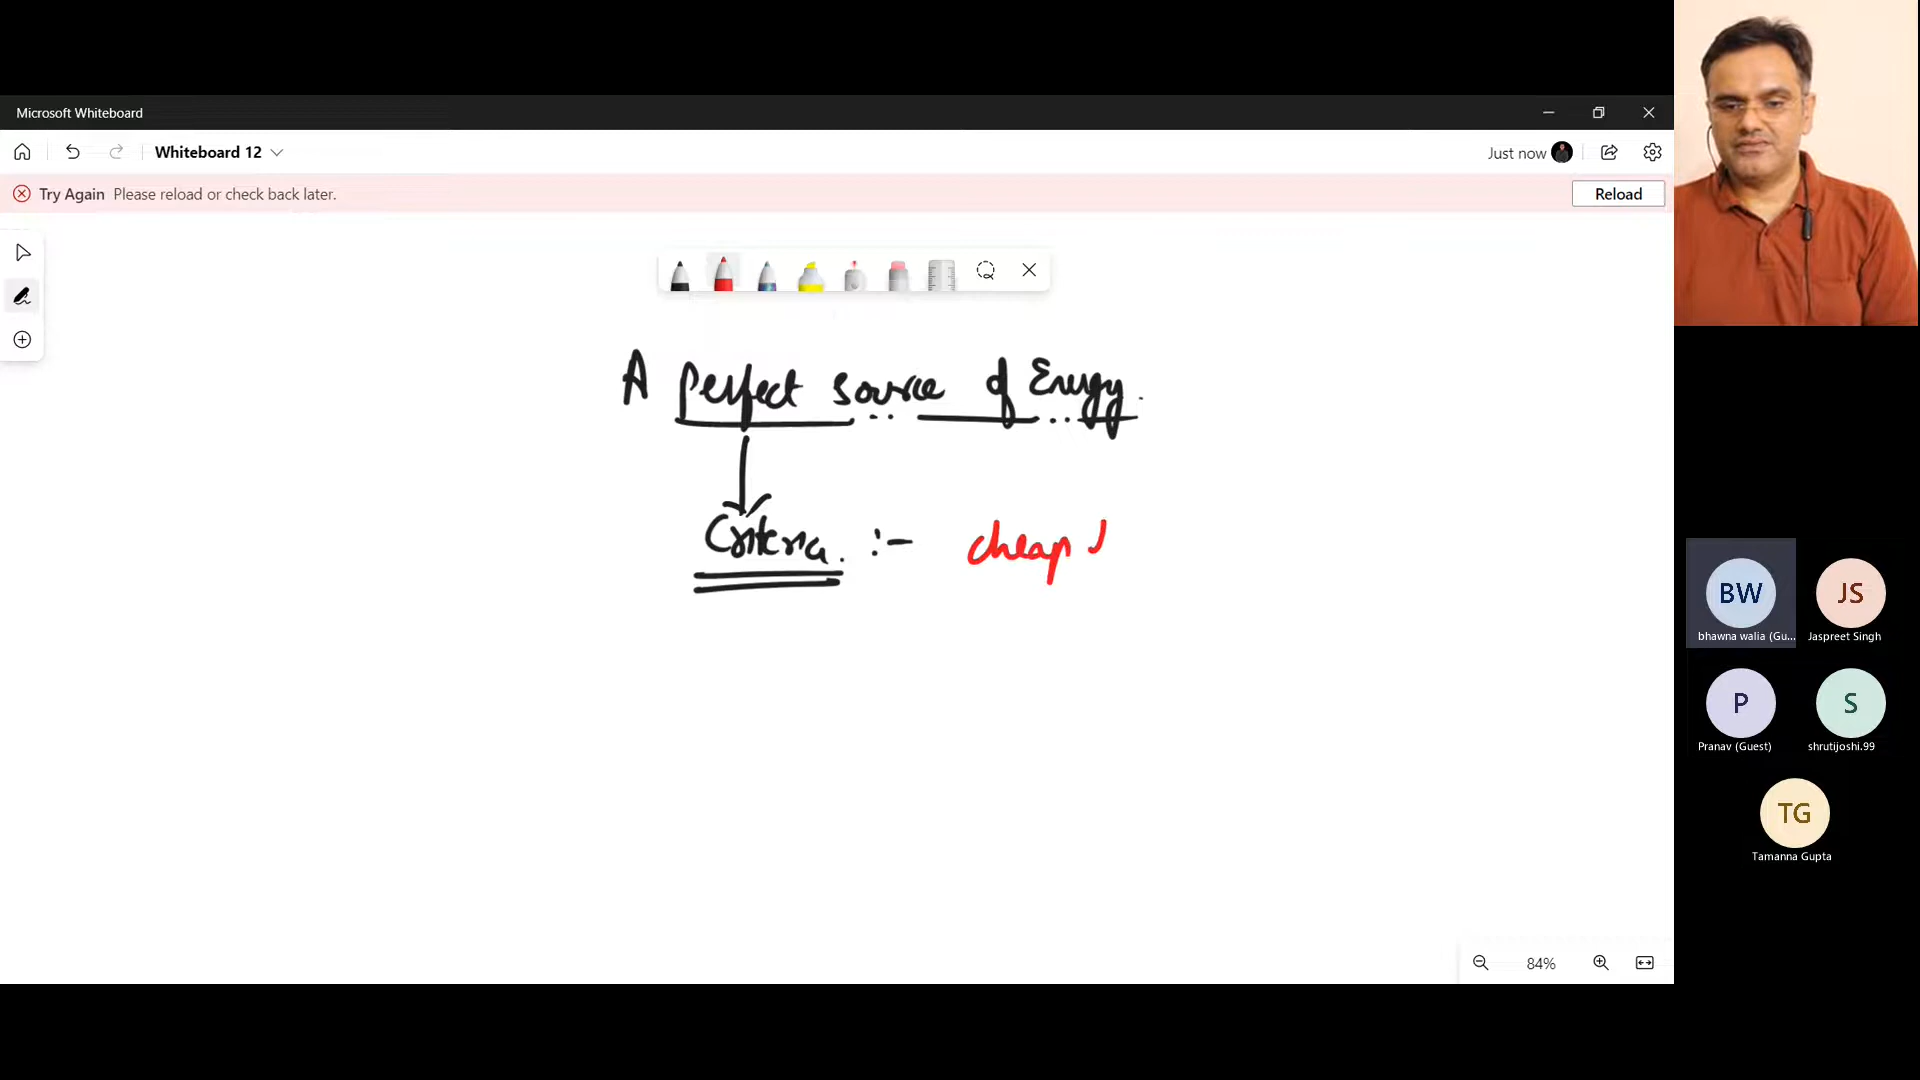 Microsoft Whiteboard
Whiteboard 12
Just now
Try Again Please reload or check back later.
Reload
A Perfect source of Energy.
Criteria. :- cheap
BW
JS
bhawna walia (Gu...
Jaspreet Singh
P
S
Pranav (Guest)
shrutijoshi.99
TG
Tamanna Gupta
84%